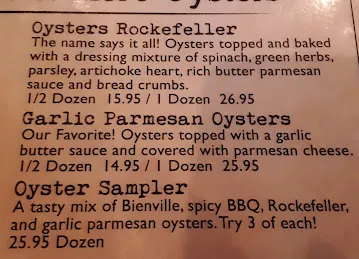 Oysters Rockefeller
The name says it all! Oysters topped and baked
with a dressing mixture of spinach, green herbs,
parsley, artichoke heart, rich butter parmesan
sauce and bread crumbs.
1/2 Dozen 15.95 / 1 Dozen 26.95
Garlic Parmesan Oysters
Our Favorite! Oysters topped with a garlic
butter sauce and covered with parmesan cheese.
1/2 Dozen 14.95 / 1 Dozen 25.95
Oyster Sampler
A tasty mix of Bienville, spicy BBQ, Rockefeller,
and garlic parmesan oysters. Try 3 of each!
25.95 Dozen